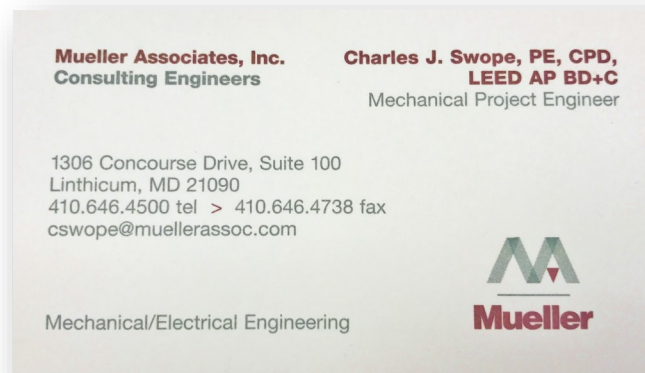 Mueller Associates, Inc.
Consulting Engineers
Charles J. Swope, PE, CPD,
LEED AP BD+C
Mechanical Project Engineer
1306 Concourse Drive, Suite 100
Linthicum, MD 21090
410.646.4500 tel > 410.646.4738 fax
cswope@muellerassoc.com
Mechanical/Electrical Engineering
Mueller